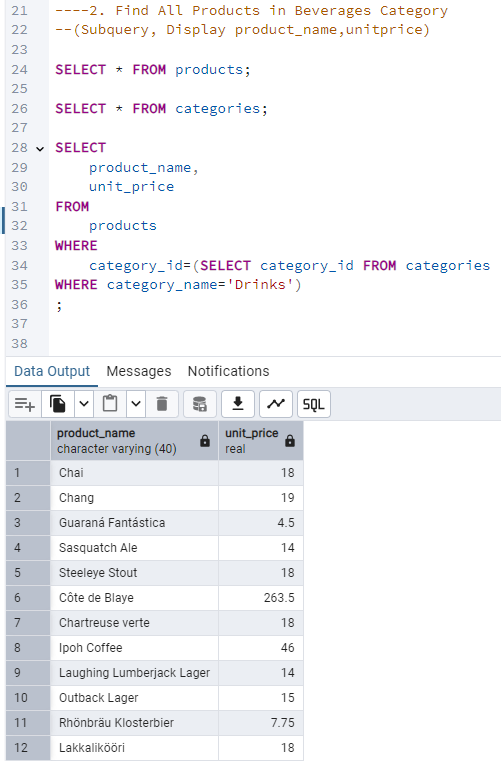 21 ----2. Find All Products in Beverages Category
22 --(Subquery, Display product_name,unitprice)
23
24 SELECT * FROM products;
25
26 SELECT * FROM categories;
27
28 SELECT
29 product_name,
30 unit_price
31 FROM
32 products
33 WHERE
34 category_id=(SELECT category_id FROM categories
35 WHERE category_name='Drinks')
36 ;
37
38
Data Output Messages Notifications
SQL
product_name unit_price
character varying (40) real
1 Chai 18
2 Chang 19
3 Guaraná Fantástica 4.5
4 Sasquatch Ale 14
5 Steeleye Stout 18
6 Côte de Blaye 263.5
7 Chartreuse verte 18
8 Ipoh Coffee 46
9 Laughing Lumberjack Lager 14
10 Outback Lager 15
11 Rhönbräu Klosterbier 7.75
12 Lakkalikööri 18